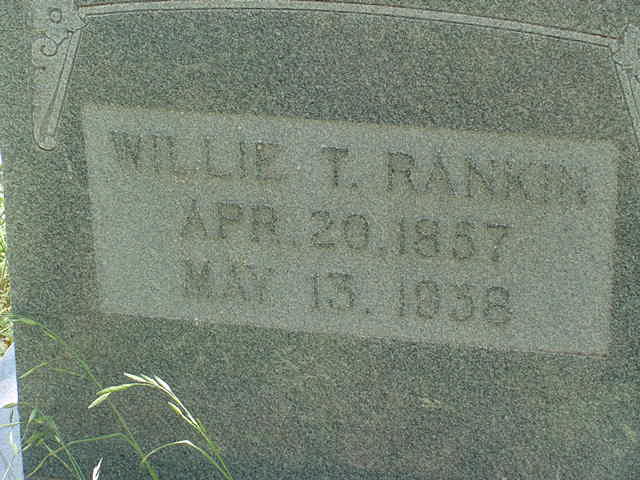 WILLIE T. RANKIN
APR. 20, 1857
MAY 13, 1938